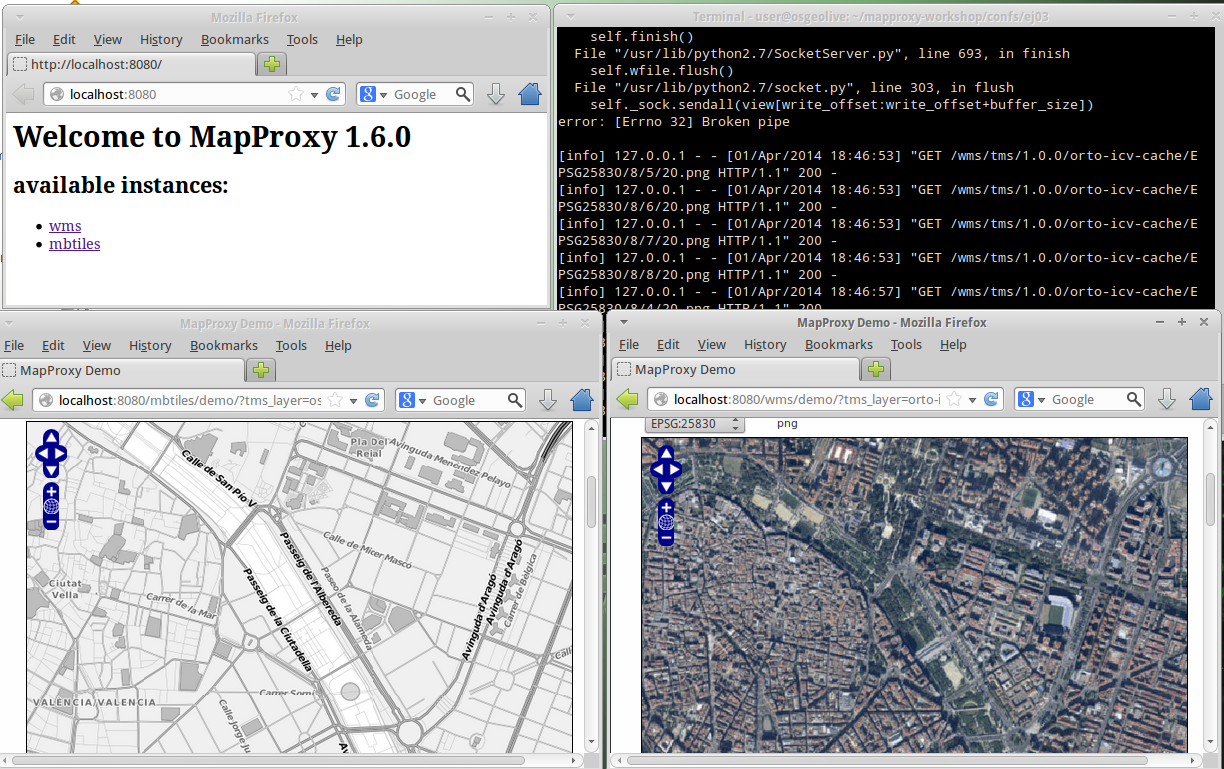 Mozilla Firefox
File Edit View History Bookmarks Tools Help
http://localhost:8080/
localhost:8080
Google
Welcome to MapProxy 1.6.0
available instances:
wms
mbtiles
Terminal - user@osgeolive: ~/mapproxy-workshop/confs/ej03
self.finish()
File "/usr/lib/python2.7/SocketServer.py", line 693, in finish
self.wfile.flush()
File "/usr/lib/python2.7/socket.py", line 303, in flush
self._sock.sendall(view[write_offset:write_offset+buffer_size])
error: [Errno 32] Broken pipe
[info] 127.0.0.1 - - [01/Apr/2014 18:46:53] "GET /wms/tms/1.0.0/orto-icv-cache/E
PSG25830/8/5/20.png HTTP/1.1" 200 -
[info] 127.0.0.1 - - [01/Apr/2014 18:46:53] "GET /wms/tms/1.0.0/orto-icv-cache/E
PSG25830/8/6/20.png HTTP/1.1" 200 -
[info] 127.0.0.1 - - [01/Apr/2014 18:46:53] "GET /wms/tms/1.0.0/orto-icv-cache/E
PSG25830/8/7/20.png HTTP/1.1" 200 -
[info] 127.0.0.1 - - [01/Apr/2014 18:46:53] "GET /wms/tms/1.0.0/orto-icv-cache/E
PSG25830/8/8/20.png HTTP/1.1" 200 -
[info] 127.0.0.1 - - [01/Apr/2014 18:46:57] "GET /wms/tms/1.0.0/orto-icv-cache/E
PSG25830/8/4/20.png HTTP/1.1" 200
MapProxy Demo - Mozilla Firefox
File Edit View History Bookmarks Tools Help
MapProxy Demo
localhost:8080/mbtiles/demo/?tms_layer=os
Google
Pla Del
Reial
Avinguda Menéndez Pelayo
Calle de San Pío V
Passeig de l'Albereda
Calle de Micer Mascó
Paseo de la Alameda
Avinguda d'Aragó
Avinguda d'Aragó
Carrer de Bèlgica
Ciutat
Vella
Carrer de la Mar
Passeig de la Ciutadella
Calle
VALÈNCIA/VALENCIA
Carrer Sorní
Calle Jorge Ju
Av
MapProxy Demo - Mozilla Firefox
File Edit View History Bookmarks Tools Help
MapProxy Demo
localhost:8080/wms/demo/?tms_layer=orto-i
Google
EPSG:25830
png